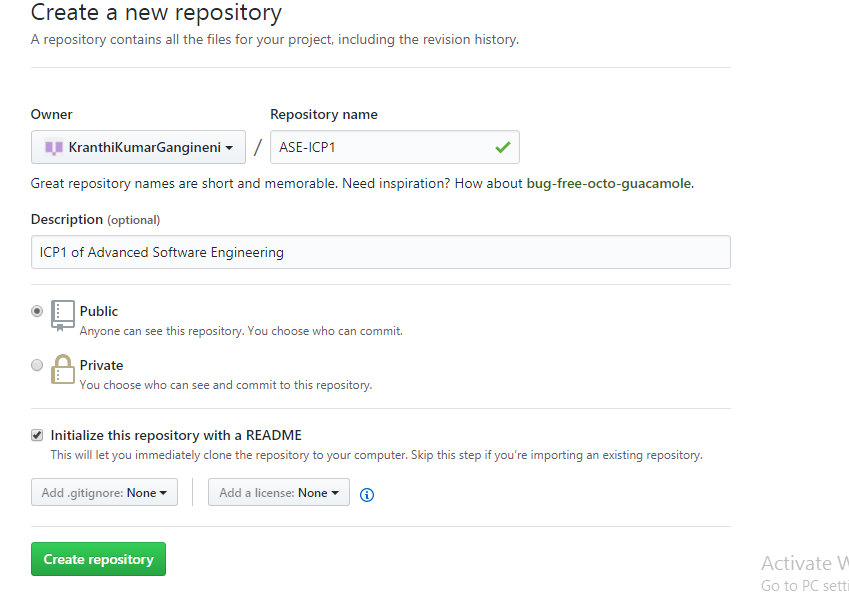 Create a new repository
A repository contains all the files for your project, including the revision history.
Owner
Repository name
KranthiKumarGangineni / ASE-ICP1
Great repository names are short and memorable. Need inspiration? How about bug-free-octo-guacamole.
Description (optional)
ICP1 of Advanced Software Engineering
Public
Anyone can see this repository. You choose who can commit.
Private
You choose who can see and commit to this repository.
Initialize this repository with a README
This will let you immediately clone the repository to your computer. Skip this step if you're importing an existing repository.
Add .gitignore: None
Add a license: None
Create repository
Activate W
Go to PC setti